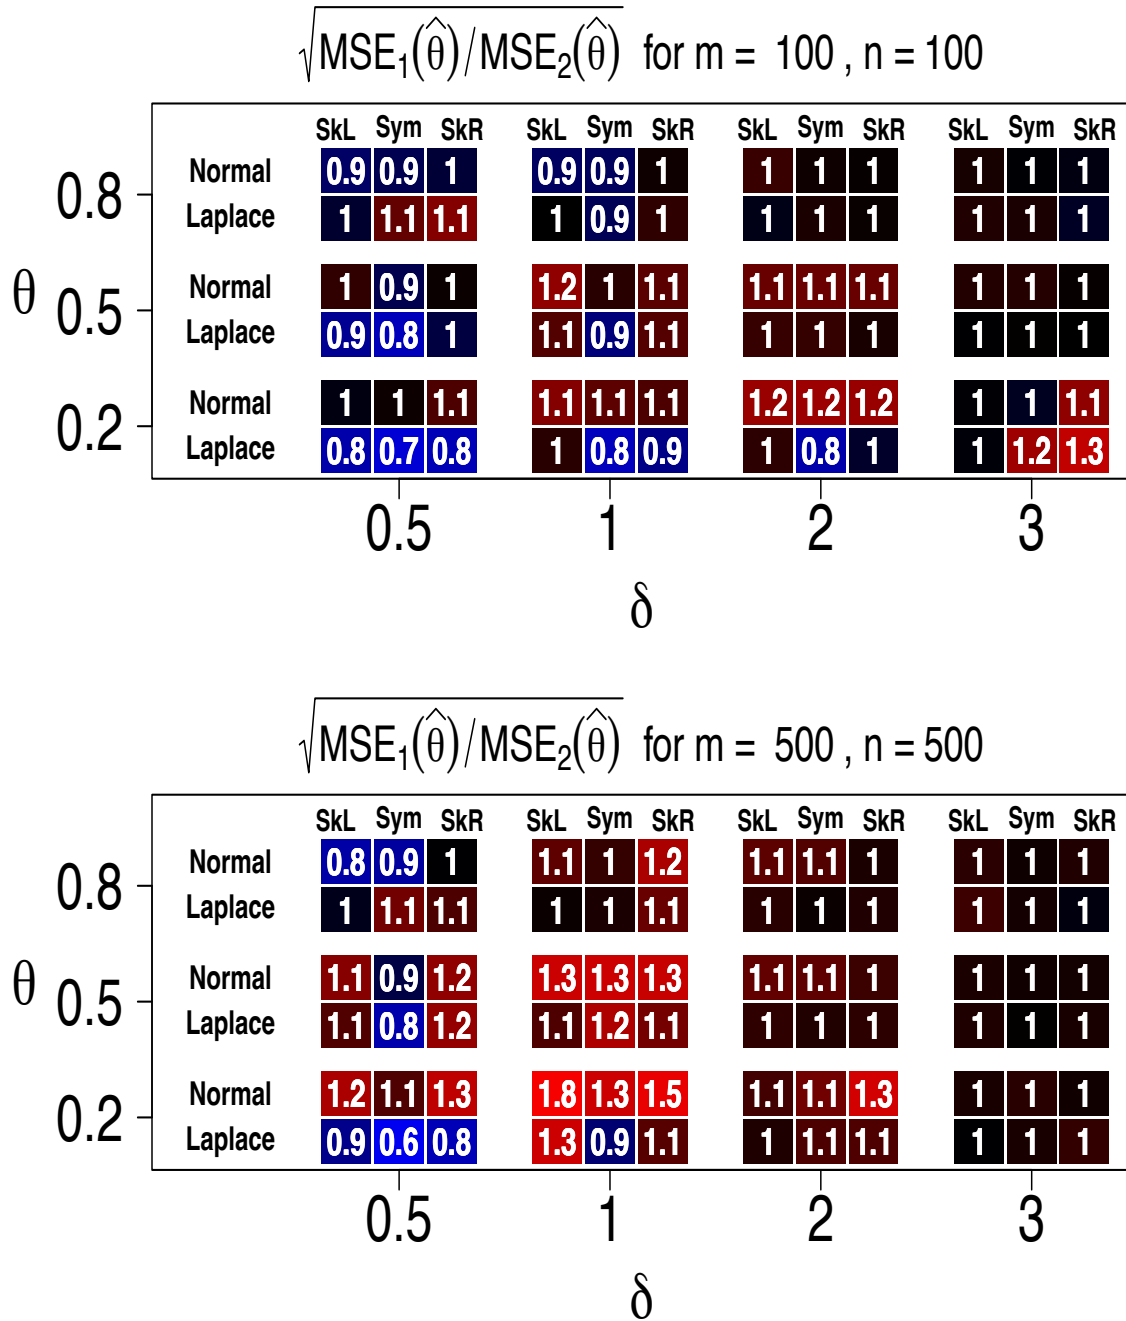 √MSE₁(θ̂)/MSE₂(θ̂) for m = 100 , n = 100
SkL Sym SkR SkL Sym SkR SkL Sym SkR SkL Sym SkR
Normal 0.9 0.9 1 0.9 0.9 1 1 1 1 1 1 1
0.8
Laplace 1 1.1 1.1 1 0.9 1 1 1 1 1 1 1
Normal 1 0.9 1 1.2 1 1.1 1.1 1.1 1.1 1 1 1
θ 0.5
Laplace 0.9 0.8 1 1.1 0.9 1.1 1 1 1 1 1 1
Normal 1 1 1.1 1.1 1.1 1.1 1.2 1.2 1.2 1 1 1.1
0.2
Laplace 0.8 0.7 0.8 1 0.8 0.9 1 0.8 1 1 1.2 1.3
0.5 1 2 3
δ
√MSE₁(θ̂)/MSE₂(θ̂) for m = 500 , n = 500
SkL Sym SkR SkL Sym SkR SkL Sym SkR SkL Sym SkR
Normal 0.8 0.9 1 1.1 1 1.2 1.1 1.1 1 1 1 1
0.8
Laplace 1 1.1 1.1 1 1 1.1 1 1 1 1 1 1
Normal 1.1 0.9 1.2 1.3 1.3 1.3 1.1 1.1 1 1 1 1
θ 0.5
Laplace 1.1 0.8 1.2 1.1 1.2 1.1 1 1 1 1 1 1
Normal 1.2 1.1 1.3 1.8 1.3 1.5 1.1 1.1 1.3 1 1 1
0.2
Laplace 0.9 0.6 0.8 1.3 0.9 1.1 1 1.1 1.1 1 1 1
0.5 1 2 3
δ